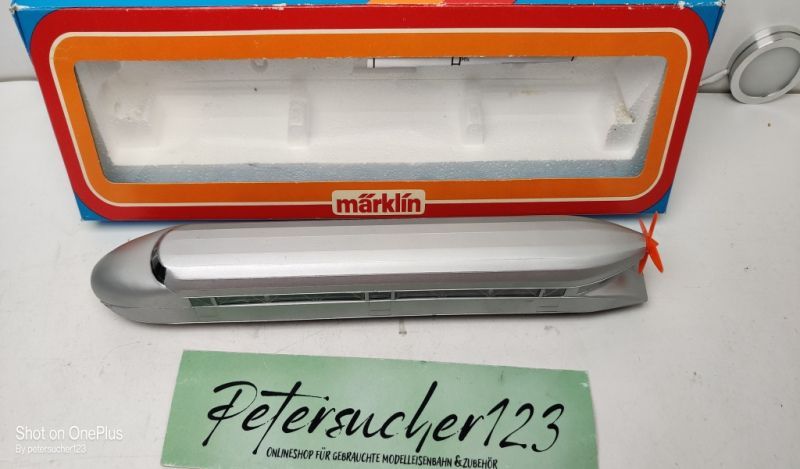 märklin
Petersucher123
ONLINESHOP FÜR GEBRAUCHTE MODELLEISENBAHN & ZUBEHÖR
Shot on OnePlus
By petersucher123